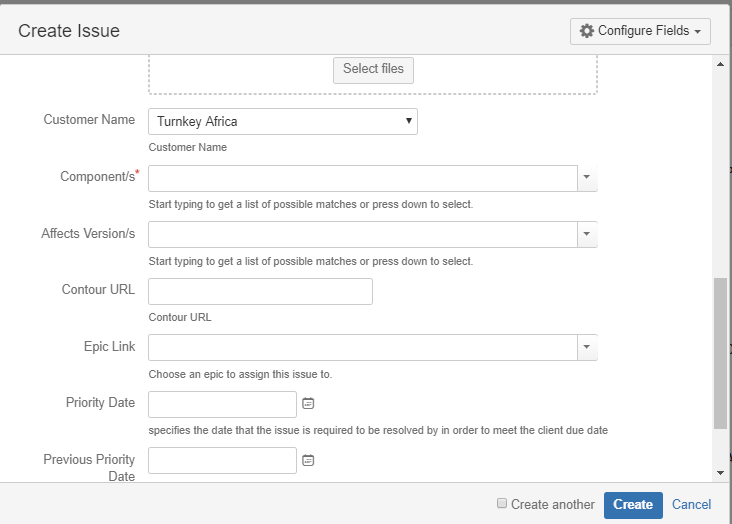 Create Issue
Configure Fields
Select files
Customer Name
Turnkey Africa
Customer Name
Component/s*
Start typing to get a list of possible matches or press down to select.
Affects Version/s
Start typing to get a list of possible matches or press down to select.
Contour URL
Contour URL
Epic Link
Choose an epic to assign this issue to.
Priority Date
specifies the date that the issue is required to be resolved by in order to meet the client due date
Previous Priority
Date
Create another
Create
Cancel